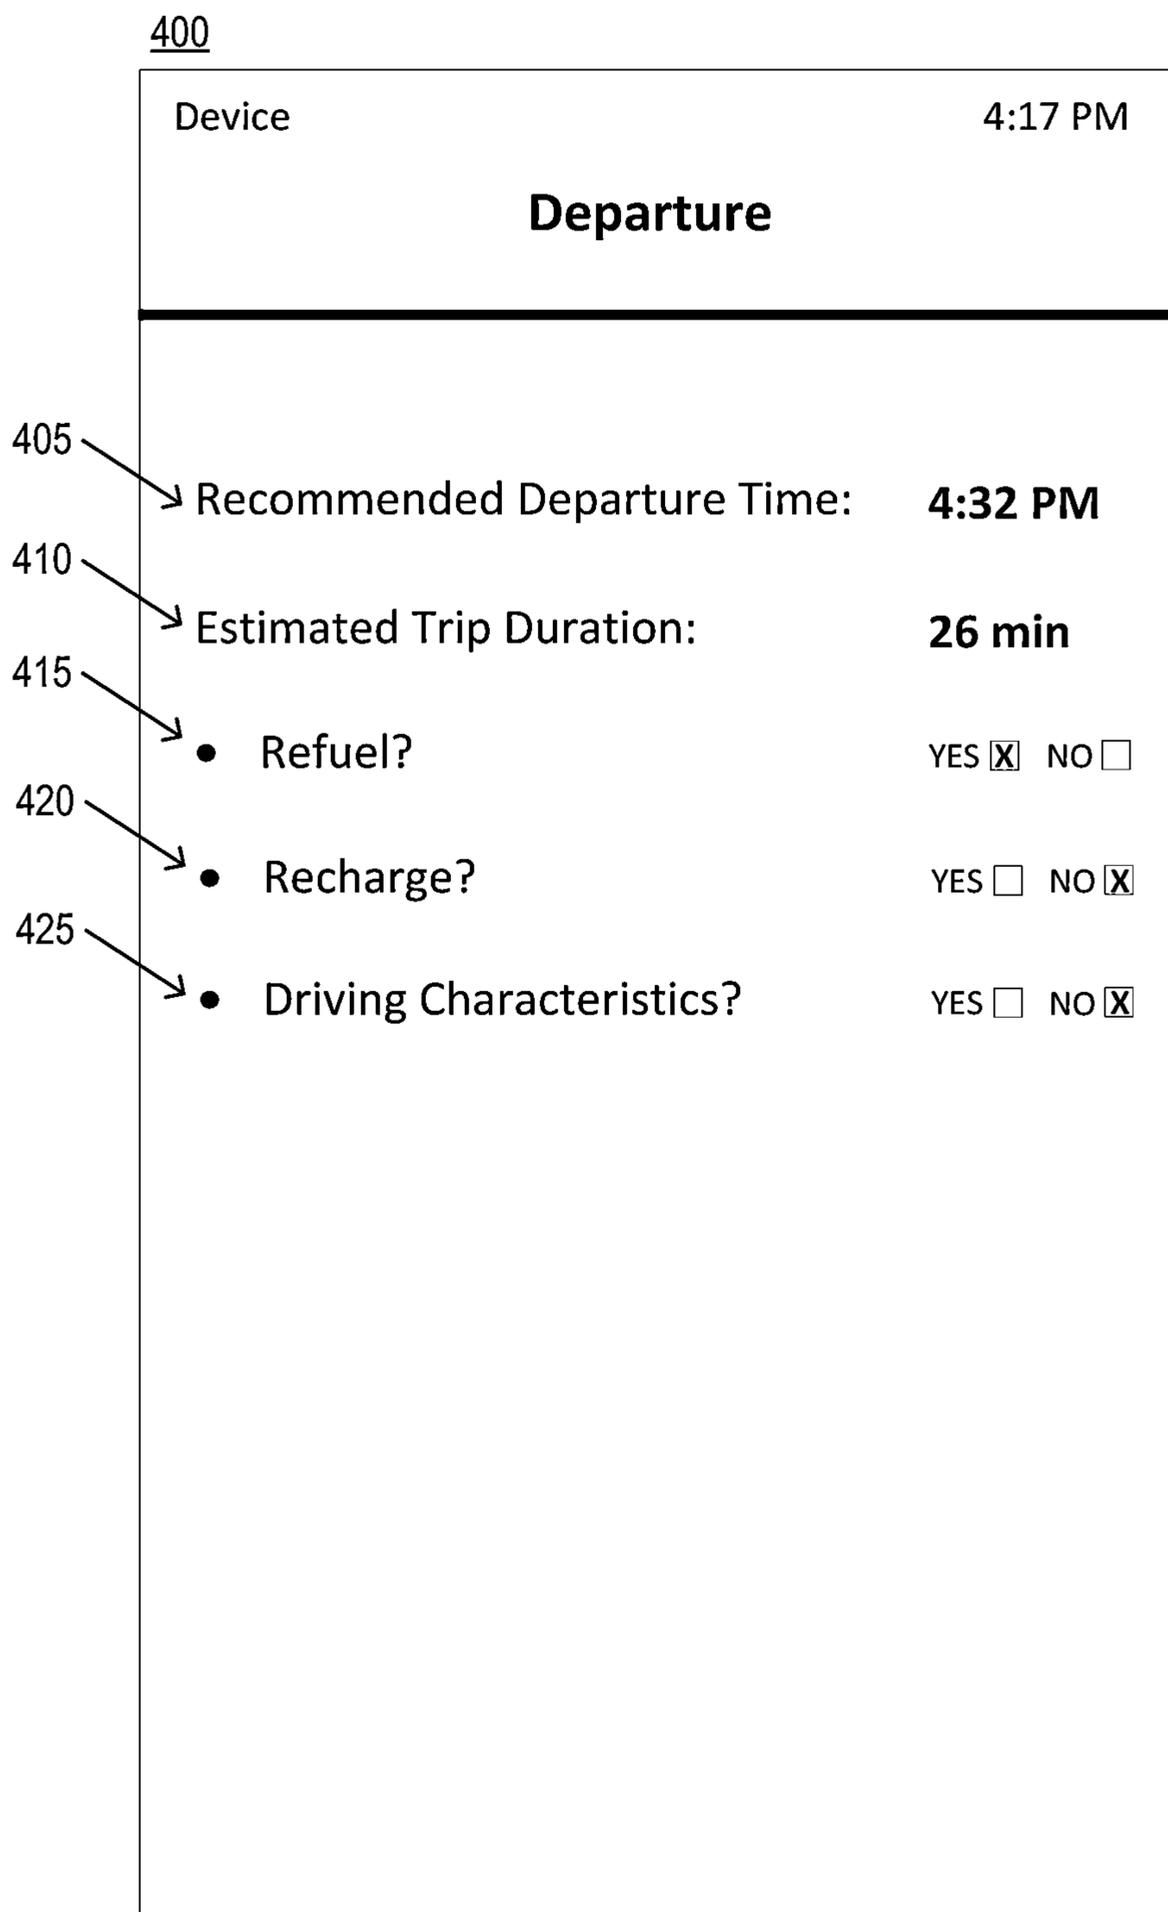 400
Device 4:17 PM
Departure
405
Recommended Departure Time: 4:32 PM
410
Estimated Trip Duration: 26 min
415
• Refuel? YES [X] NO [ ]
420
• Recharge? YES [ ] NO [X]
425
• Driving Characteristics? YES [ ] NO [X]